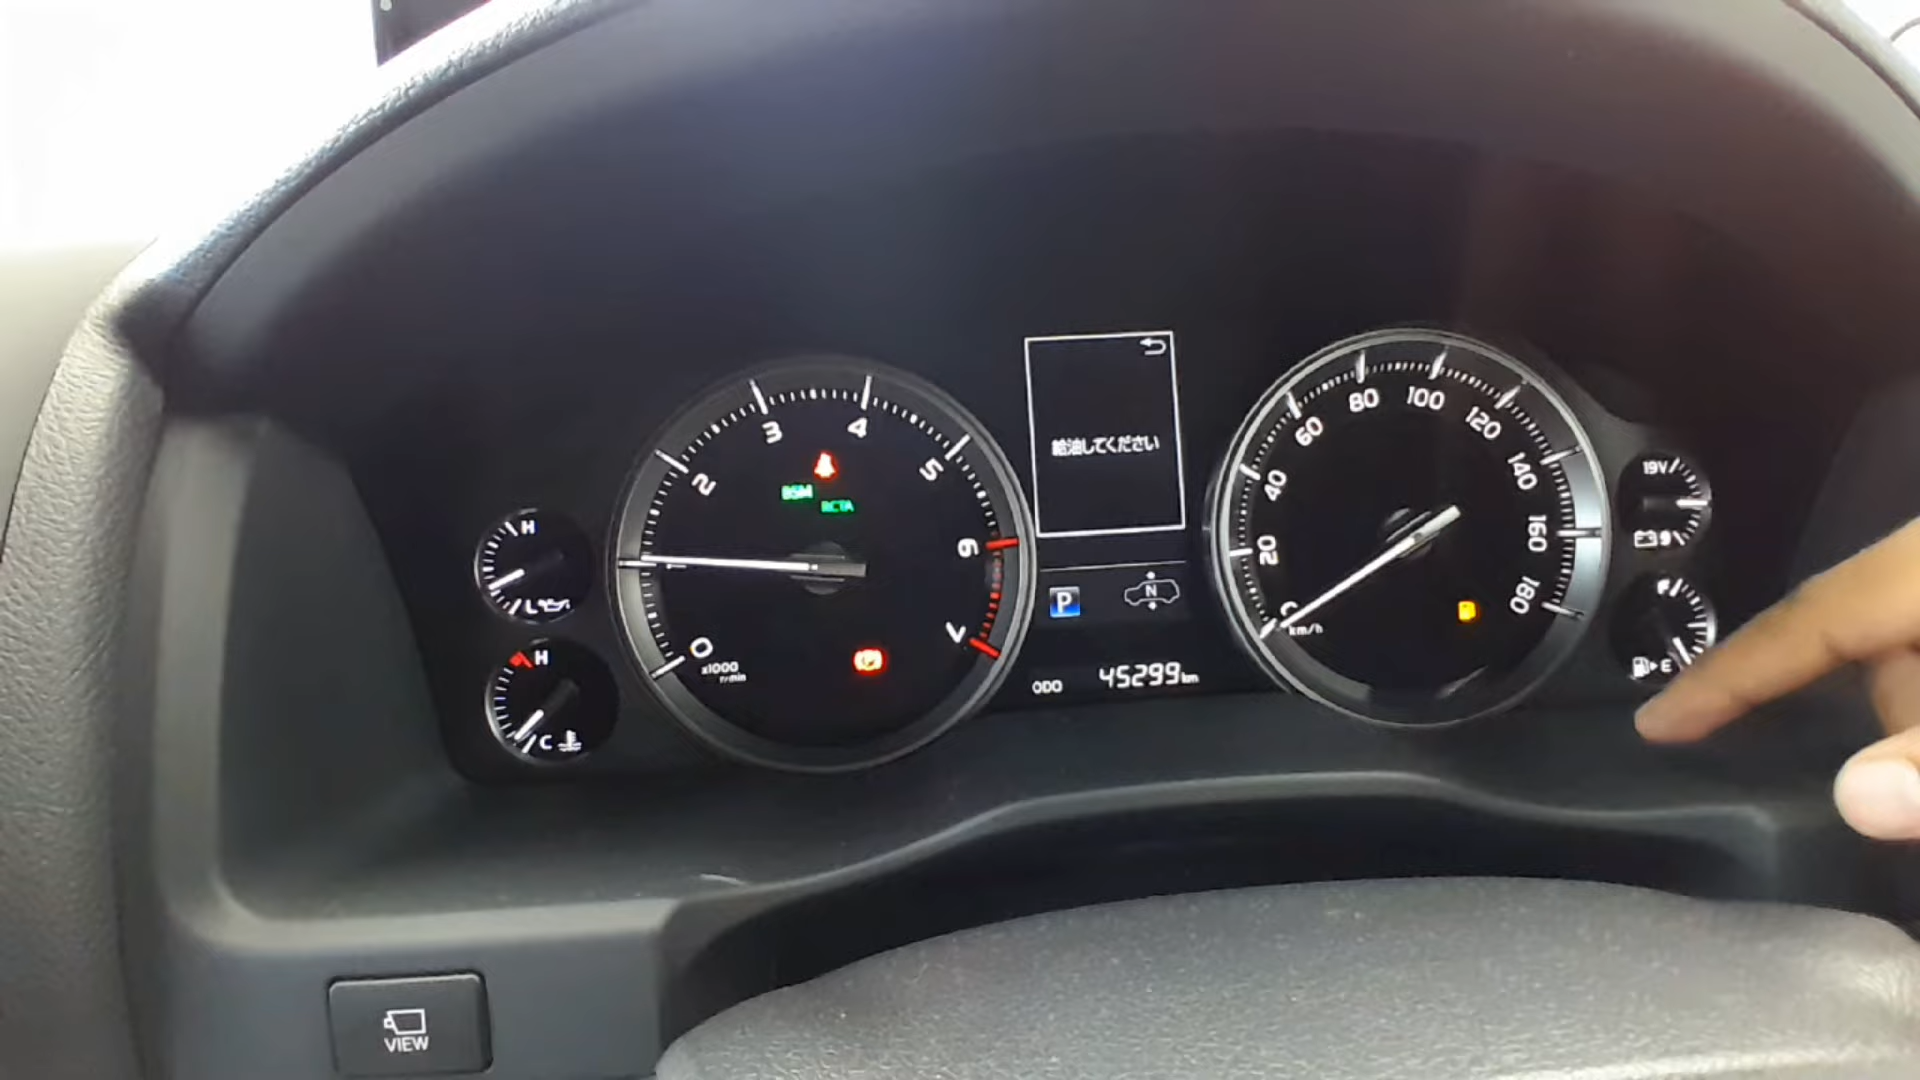 2
3
4
5
6
7
0
x1000
r/min
BSM
RCTA
H
L
H
C
給油してください
P
N
ODO 45299km
20
40
60
80
100
120
140
160
180
km/h
19V
9
F
E
VIEW